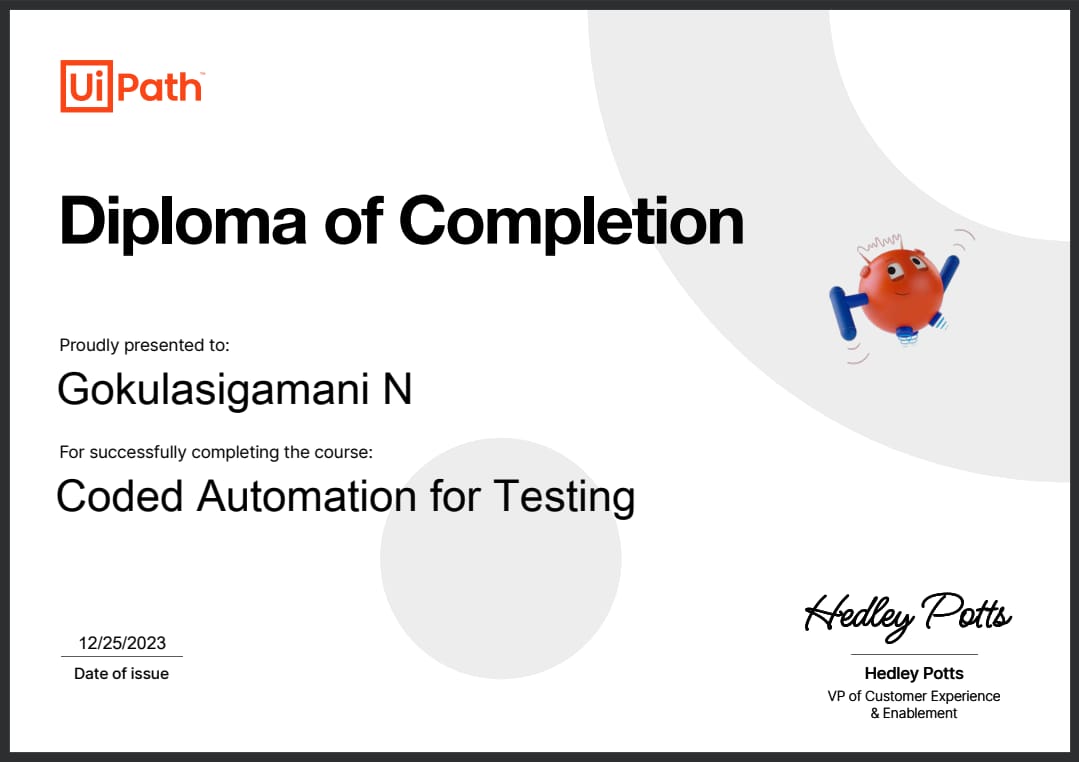 UiPath™
Diploma of Completion
Proudly presented to:
Gokulasigamani N
For successfully completing the course:
Coded Automation for Testing
12/25/2023
Date of issue
Hedley Potts
Hedley Potts
VP of Customer Experience
& Enablement